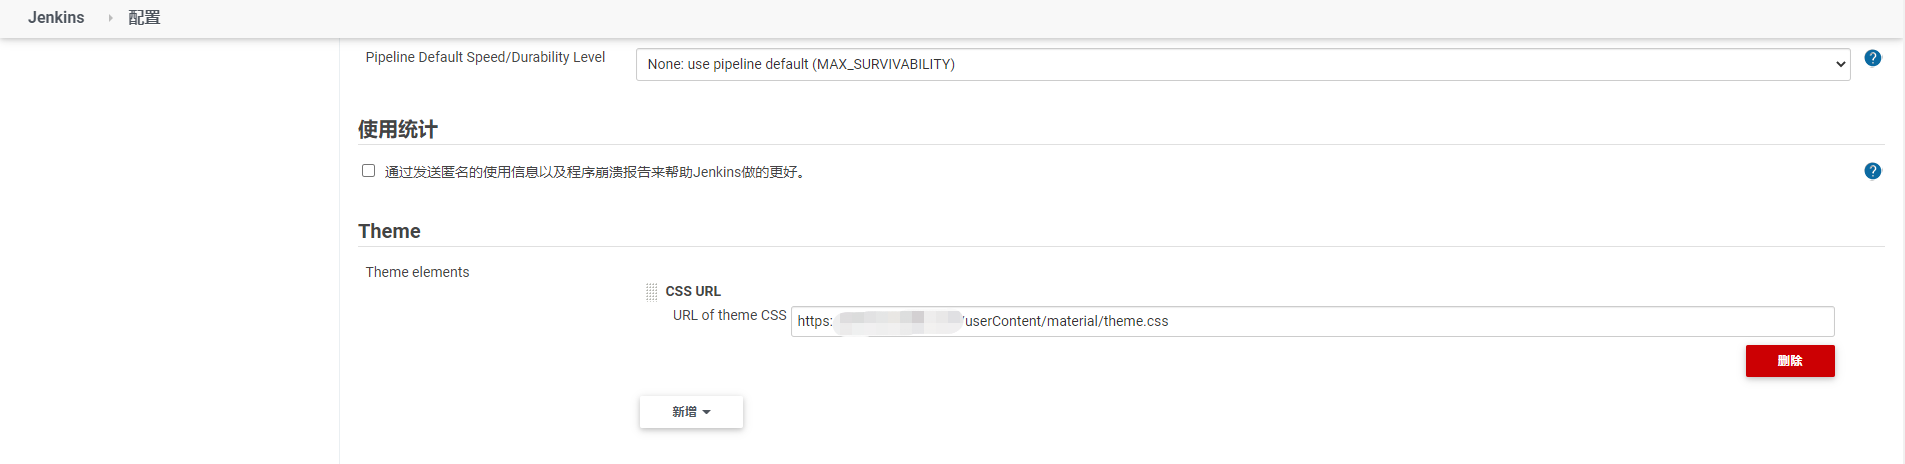 Jenkins 配置
Pipeline Default Speed/Durability Level
None: use pipeline default (MAX_SURVIVABILITY)
?
使用统计
通过发送匿名的使用信息以及程序崩溃报告来帮助Jenkins做的更好。
?
Theme
Theme elements
CSS URL
URL of theme CSS
https: /userContent/material/theme.css
删除
新增